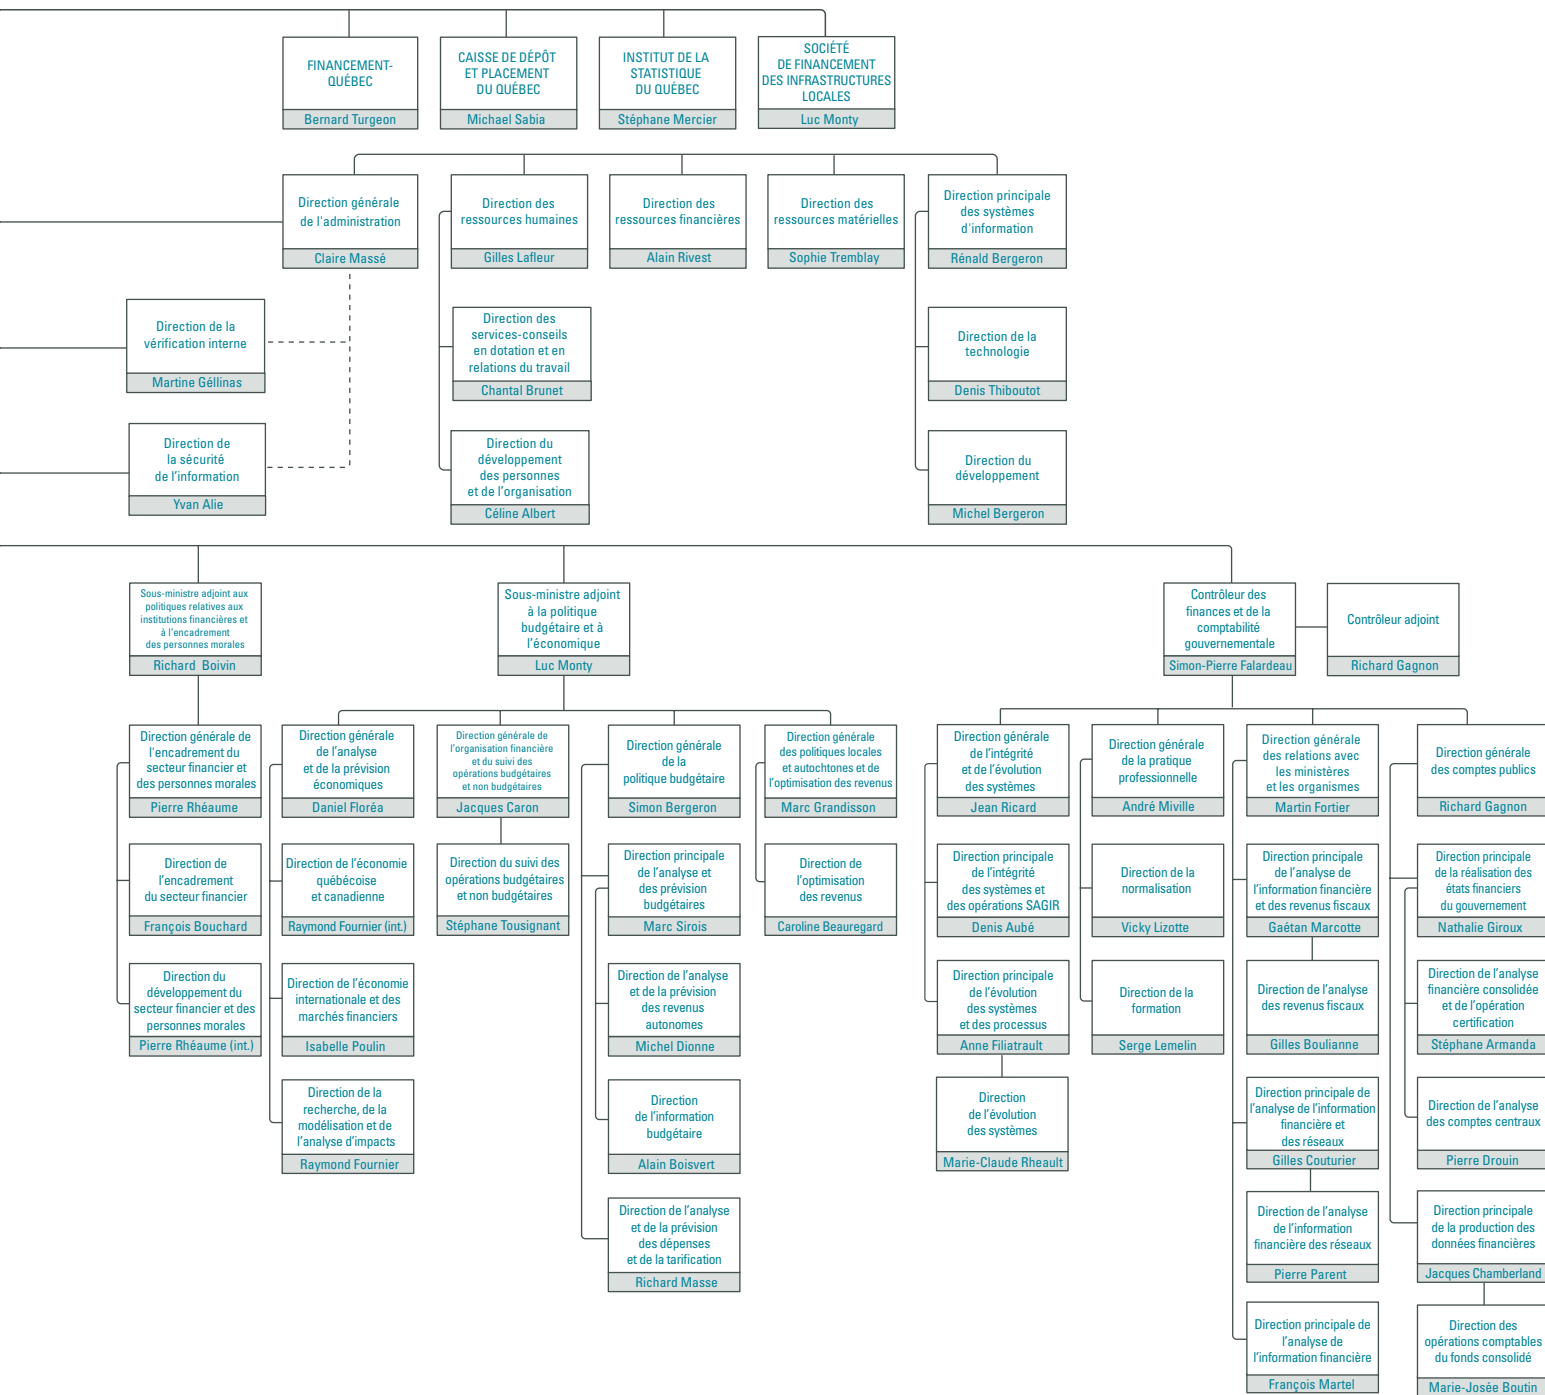 FINANCEMENT-
QUÉBEC
Bernard Turgeon
CAISSE DE DÉPÔT
ET PLACEMENT
DU QUÉBEC
Michael Sabia
INSTITUT DE LA
STATISTIQUE
DU QUÉBEC
Stéphane Mercier
SOCIÉTÉ
DE FINANCEMENT
DES INFRASTRUCTURES
LOCALES
Luc Monty
Direction générale
de l'administration
Claire Massé
Direction des
ressources humaines
Gilles Lafleur
Direction des
ressources financières
Alain Rivest
Direction des
ressources matérielles
Sophie Tremblay
Direction principale
des systèmes
d'information
Rénald Bergeron
Direction de la
vérification interne
Martine Géllinas
Direction des
services-conseils
en dotation et en
relations du travail
Chantal Brunet
Direction de la
technologie
Denis Thiboutot
Direction de
la sécurité
de l'information
Yvan Alie
Direction du
développement
des personnes
et de l'organisation
Céline Albert
Direction du
développement
Michel Bergeron
Sous-ministre adjoint aux
politiques relatives aux
institutions financières et
à l'encadrement
des personnes morales
Richard Boivin
Sous-ministre adjoint
à la politique
budgétaire et à
l'économique
Luc Monty
Contrôleur des
finances et de la
comptabilité
gouvernementale
Simon-Pierre Falardeau
Contrôleur adjoint
Richard Gagnon
Direction générale de
l'encadrement du
secteur financier et
des personnes morales
Pierre Rhéaume
Direction générale
de l'analyse
et de la prévision
économiques
Daniel Floréa
Direction générale de
l'organisation financière
et du suivi des
opérations budgétaires
et non budgétaires
Jacques Caron
Direction générale
de la
politique budgétaire
Simon Bergeron
Direction générale
des politiques locales
et autochtones et de
l'optimisation des revenus
Marc Grandisson
Direction générale
de l'intégrité
et de l'évolution
des systèmes
Jean Ricard
Direction générale
de la pratique
professionnelle
André Miville
Direction générale
des relations avec
les ministères
et les organismes
Martin Fortier
Direction générale
des comptes publics
Richard Gagnon
Direction de
l'encadrement
du secteur financier
François Bouchard
Direction de l'économie
québécoise
et canadienne
Raymond Fournier (int.)
Direction du suivi des
opérations budgétaires
et non budgétaires
Stéphane Tousignant
Direction principale
de l'analyse et
des prévision
budgétaires
Marc Sirois
Direction de
l'optimisation
des revenus
Caroline Beauregard
Direction principale
de l'intégrité
des systèmes et
des opérations SAGIR
Denis Aubé
Direction de la
normalisation
Vicky Lizotte
Direction principale
de l'analyse de
l'information financière
et des revenus fiscaux
Gaétan Marcotte
Direction principale
de la réalisation des
états financiers
du gouvernement
Nathalie Giroux
Direction du
développement du
secteur financier et des
personnes morales
Pierre Rhéaume (int.)
Direction de l'économie
internationale et des
marchés financiers
Isabelle Poulin
Direction de l'analyse
et de la prévision
des revenus
autonomes
Michel Dionne
Direction principale
de l'évolution
des systèmes
et des processus
Anne Filiatrault
Direction de la
formation
Serge Lemelin
Direction de l'analyse
des revenus fiscaux
Gilles Boulianne
Direction de l'analyse
financière consolidée
et de l'opération
certification
Stéphane Armanda
Direction de la
recherche, de la
modélisation et de
l'analyse d'impacts
Raymond Fournier
Direction
de l'information
budgétaire
Alain Boisvert
Direction
de l'évolution
des systèmes
Marie-Claude Rheault
Direction principale de
l'analyse de l'information
financière et
des réseaux
Gilles Couturier
Direction de l'analyse
des comptes centraux
Pierre Drouin
Direction de l'analyse
et de la prévision
des dépenses
et de la tarification
Richard Masse
Direction de l'analyse
de l'information
financière des réseaux
Pierre Parent
Direction principale
de la production des
données financières
Jacques Chamberland
Direction principale de
l'analyse de
l'information financière
François Martel
Direction des
opérations comptables
du fonds consolidé
Marie-Josée Boutin